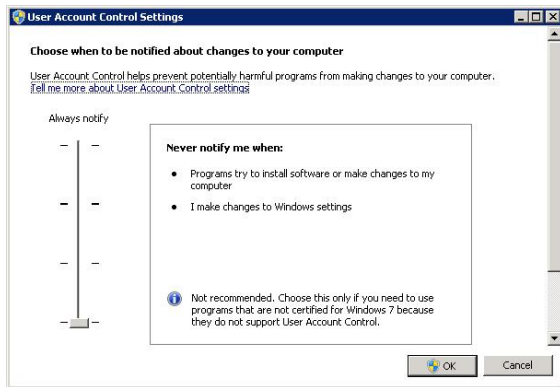 User Account Control Settings
Choose when to be notified about changes to your computer
User Account Control helps prevent potentially harmful programs from making changes to your computer.
Tell me more about User Account Control settings
Always notify
Never notify me when:
Programs try to install software or make changes to my
computer
I make changes to Windows settings
Not recommended. Choose this only if you need to use
programs that are not certified for Windows 7 because
they do not support User Account Control.
OK
Cancel